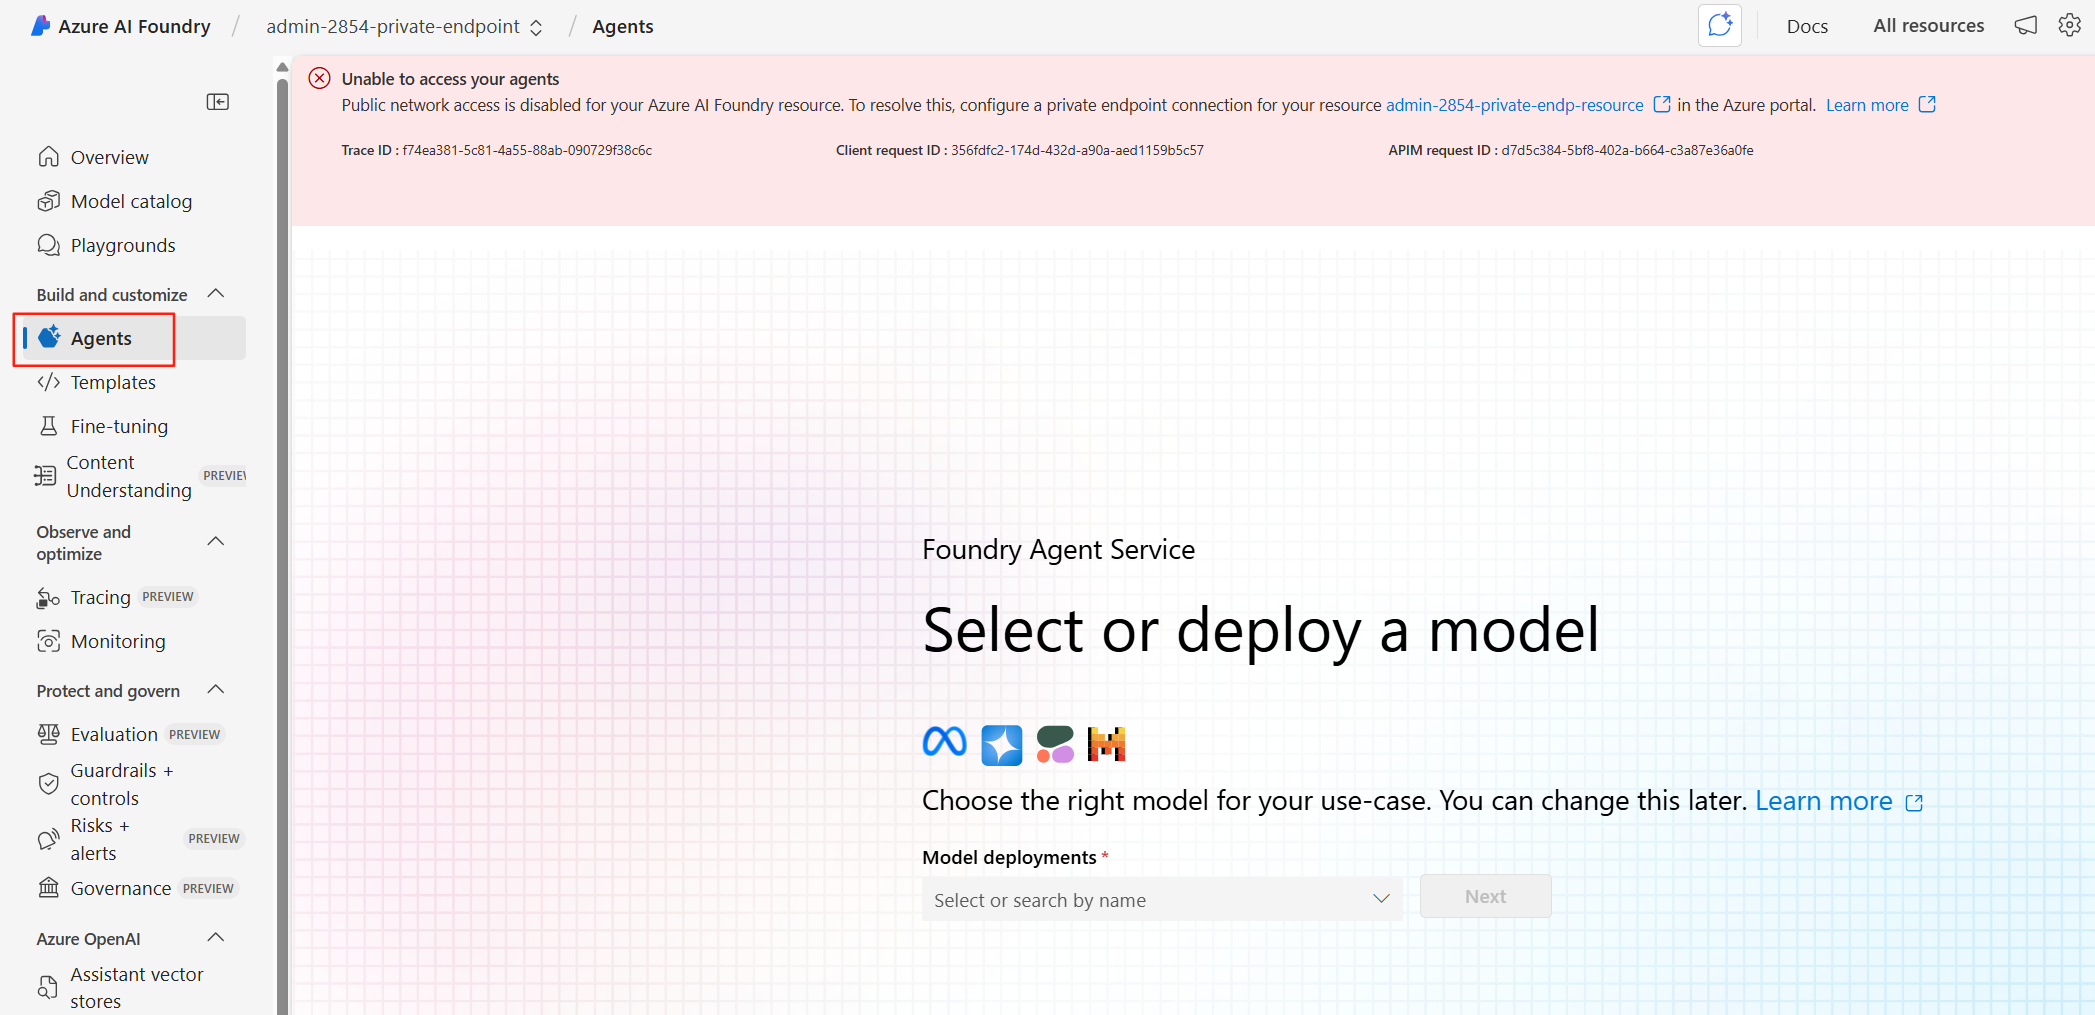 Azure AI Foundry / admin-2854-private-endpoint / Agents Docs All resources
Unable to access your agents
Public network access is disabled for your Azure AI Foundry resource. To resolve this, configure a private endpoint connection for your resource admin-2854-private-endp-resource in the Azure portal. Learn more
Trace ID : f74ea381-5c81-4a55-88ab-090729f38c6c Client request ID : 356fdfc2-174d-432d-a90a-aed1159b5c57 APIM request ID : d7d5c384-5bf8-402a-b664-c3a87e36a0fe
Overview
Model catalog
Playgrounds
Build and customize
Agents
Templates
Fine-tuning
Content
Understanding
Observe and
optimize
Tracing PREVIEW
Monitoring
Protect and govern
Evaluation PREVIEW
Guardrails +
controls
Risks +
alerts PREVIEW
Governance PREVIEW
Azure OpenAI
Assistant vector
stores
Foundry Agent Service
Select or deploy a model
Choose the right model for your use-case. You can change this later. Learn more
Model deployments *
Select or search by name
Next